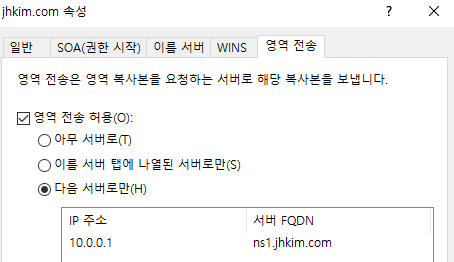 jhkim.com 속성
일반 SOA(권한 시작) 이름 서버 WINS 영역 전송
영역 전송은 영역 복사본을 요청하는 서버로 해당 복사본을 보냅니다.
영역 전송 허용(O):
아무 서버로(T)
이름 서버 탭에 나열된 서버로만(S)
다음 서버로만(H)
IP 주소 서버 FQDN
10.0.0.1 ns1.jhkim.com